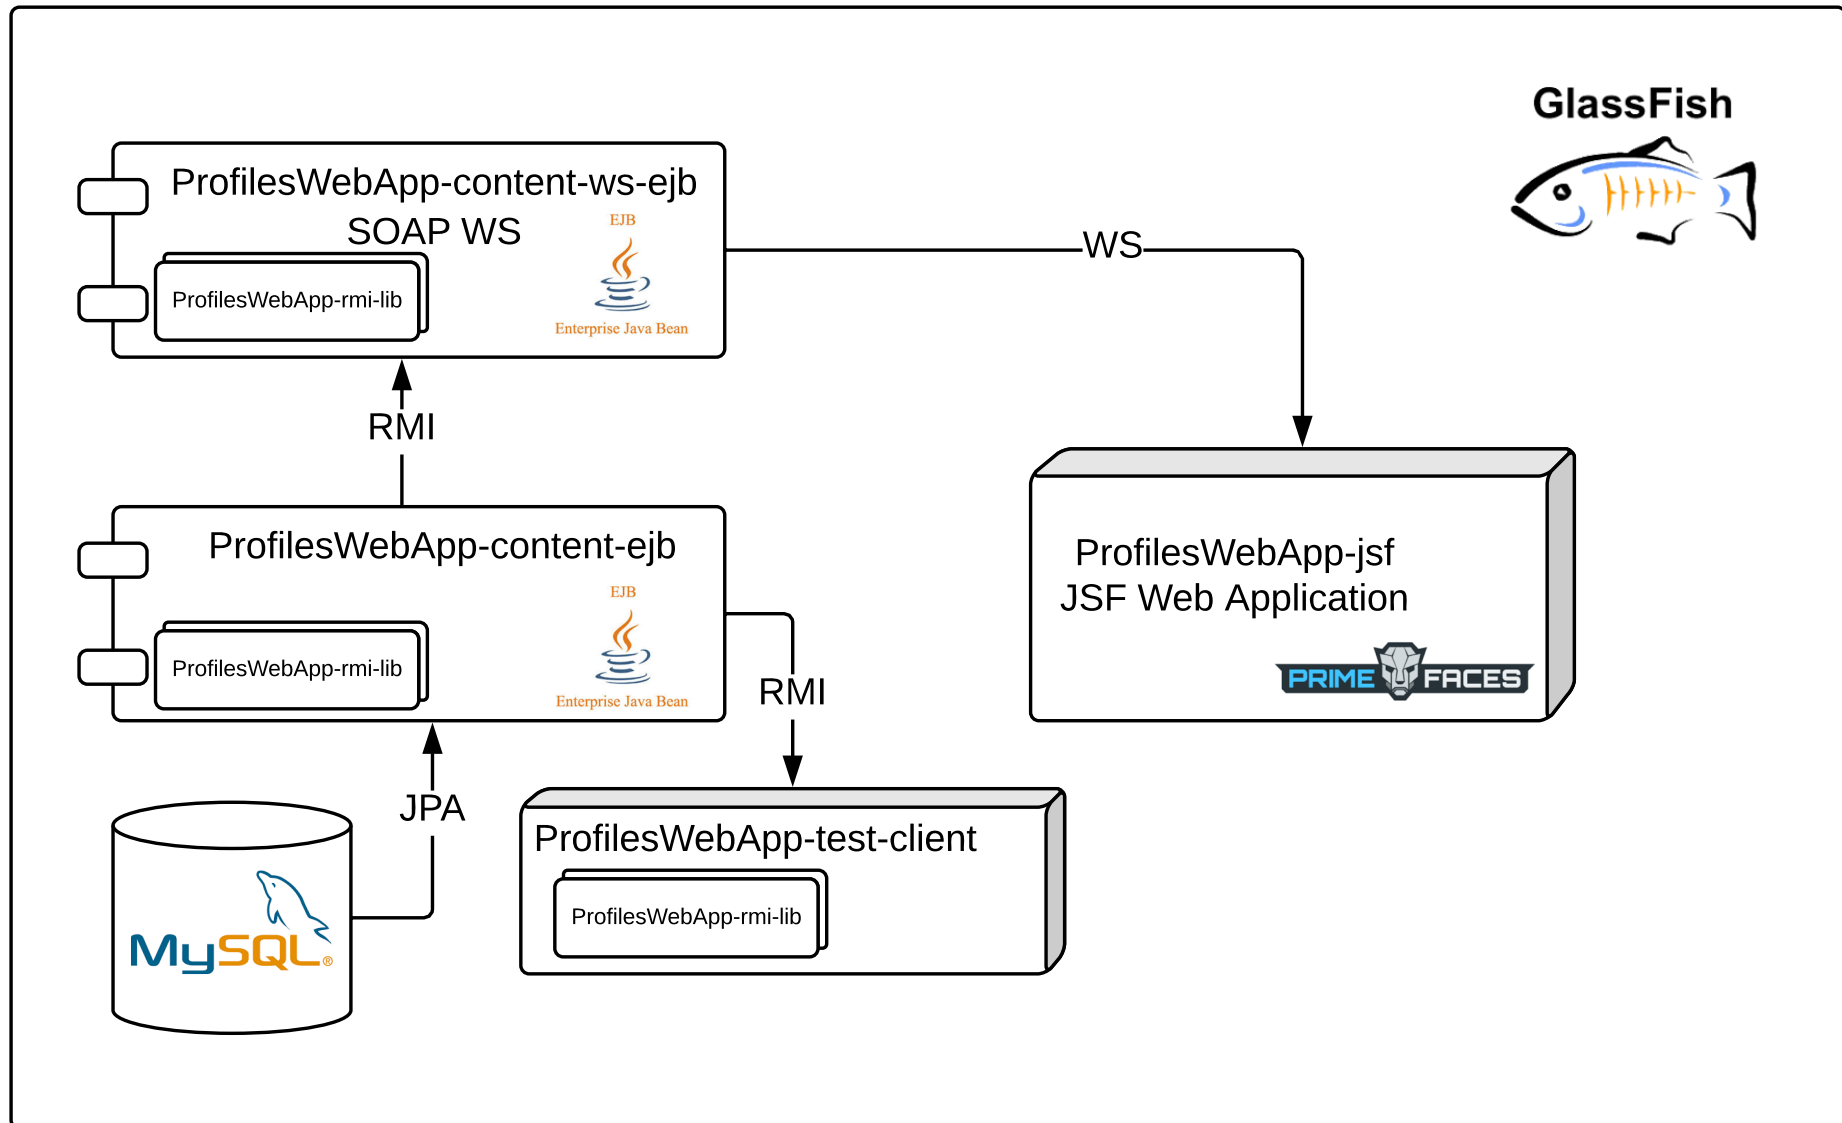 GlassFish
ProfilesWebApp-content-ws-ejb
SOAP WS
EJB
Enterprise Java Bean
ProfilesWebApp-rmi-lib
WS
RMI
ProfilesWebApp-content-ejb
EJB
Enterprise Java Bean
ProfilesWebApp-rmi-lib
ProfilesWebApp-jsf
JSF Web Application
PRIME FACES
RMI
JPA
MySQL®
ProfilesWebApp-test-client
ProfilesWebApp-rmi-lib